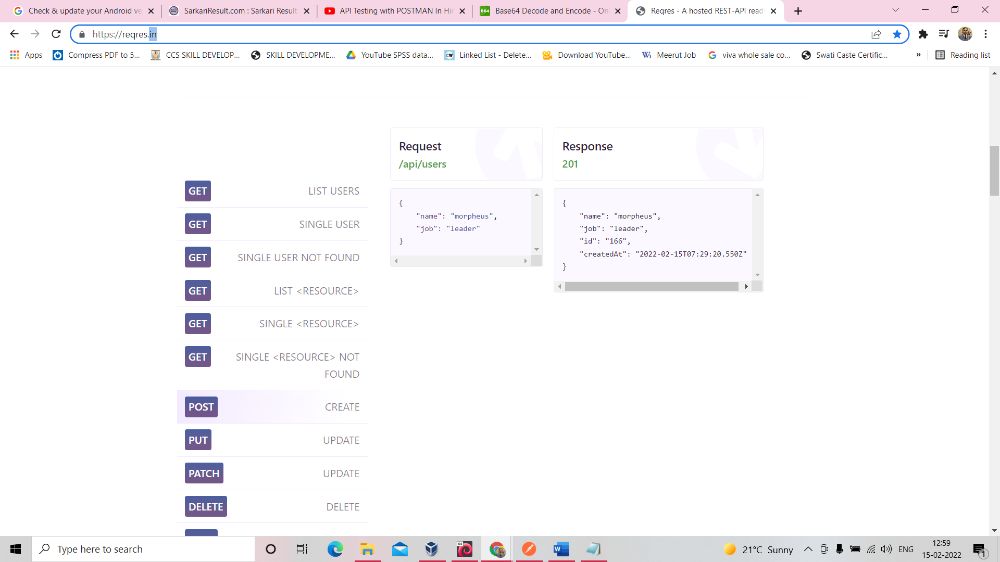 Check & update your Android ve
SarkariResult.com : Sarkari Result
API Testing with POSTMAN In Hin
B64 Base64 Decode and Encode - On
Reqres - A hosted REST-API read
https://reqres.in
Apps
Compress PDF to 5...
CCS SKILL DEVELOP...
SKILL DEVELOPME...
YouTube SPSS data...
cw Linked List - Delete...
Download YouTube...
Meerut Job
viva whole sale co...
Swati Caste Certific...
»
Reading list
Request
/api/users
{
"name": "morpheus",
"job": "leader"
}
Response
201
{
"name": "morpheus",
"job": "leader",
"id": "166",
"createdAt": "2022-02-15T07:29:20.550Z"
}
GET LIST USERS
GET SINGLE USER
GET SINGLE USER NOT FOUND
GET LIST <RESOURCE>
GET SINGLE <RESOURCE>
GET SINGLE <RESOURCE> NOT
FOUND
POST CREATE
PUT UPDATE
PATCH UPDATE
DELETE DELETE
Type here to search
64
W
21°C Sunny
ENG
12:59
15-02-2022
1